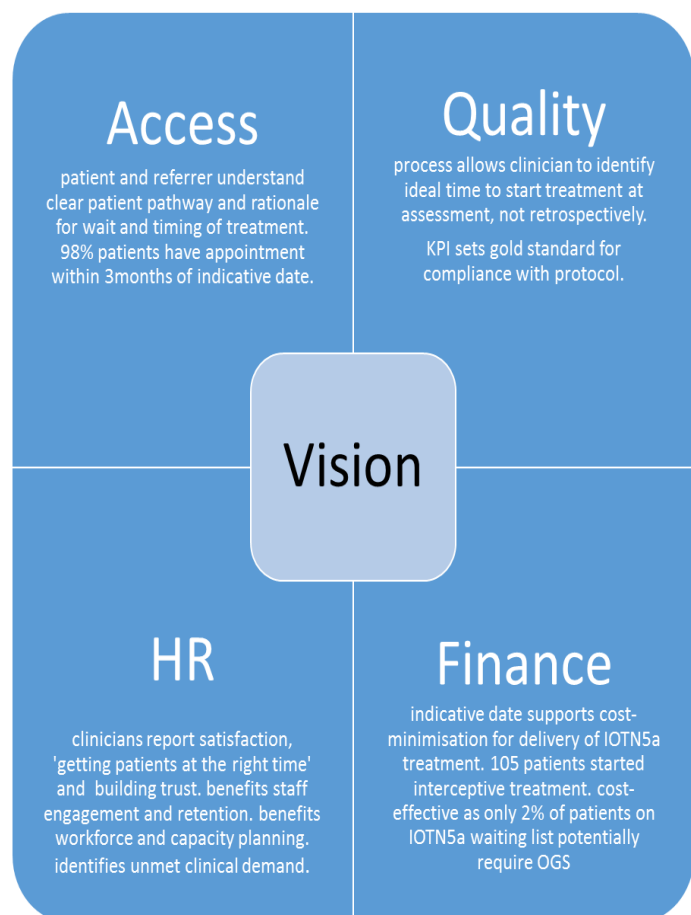 Access
patient and referrer understand
clear patient pathway and rationale
for wait and timing of treatment.
98% patients have appointment
within 3months of indicative date.
Quality
process allows clinician to identify
ideal time to start treatment at
assessment, not retrospectively.
KPI sets gold standard for
compliance with protocol.
Vision
HR
clinicians report satisfaction,
'getting patients at the right time'
and building trust. benefits staff
engagement and retention. benefits
workforce and capacity planning.
identifies unmet clinical demand.
Finance
indicative date supports cost-
minimisation for delivery of IOTN5a
treatment. 105 patients started
interceptive treatment. cost-
effective as only 2% of patients on
IOTN5a waiting list potentially
require OGS